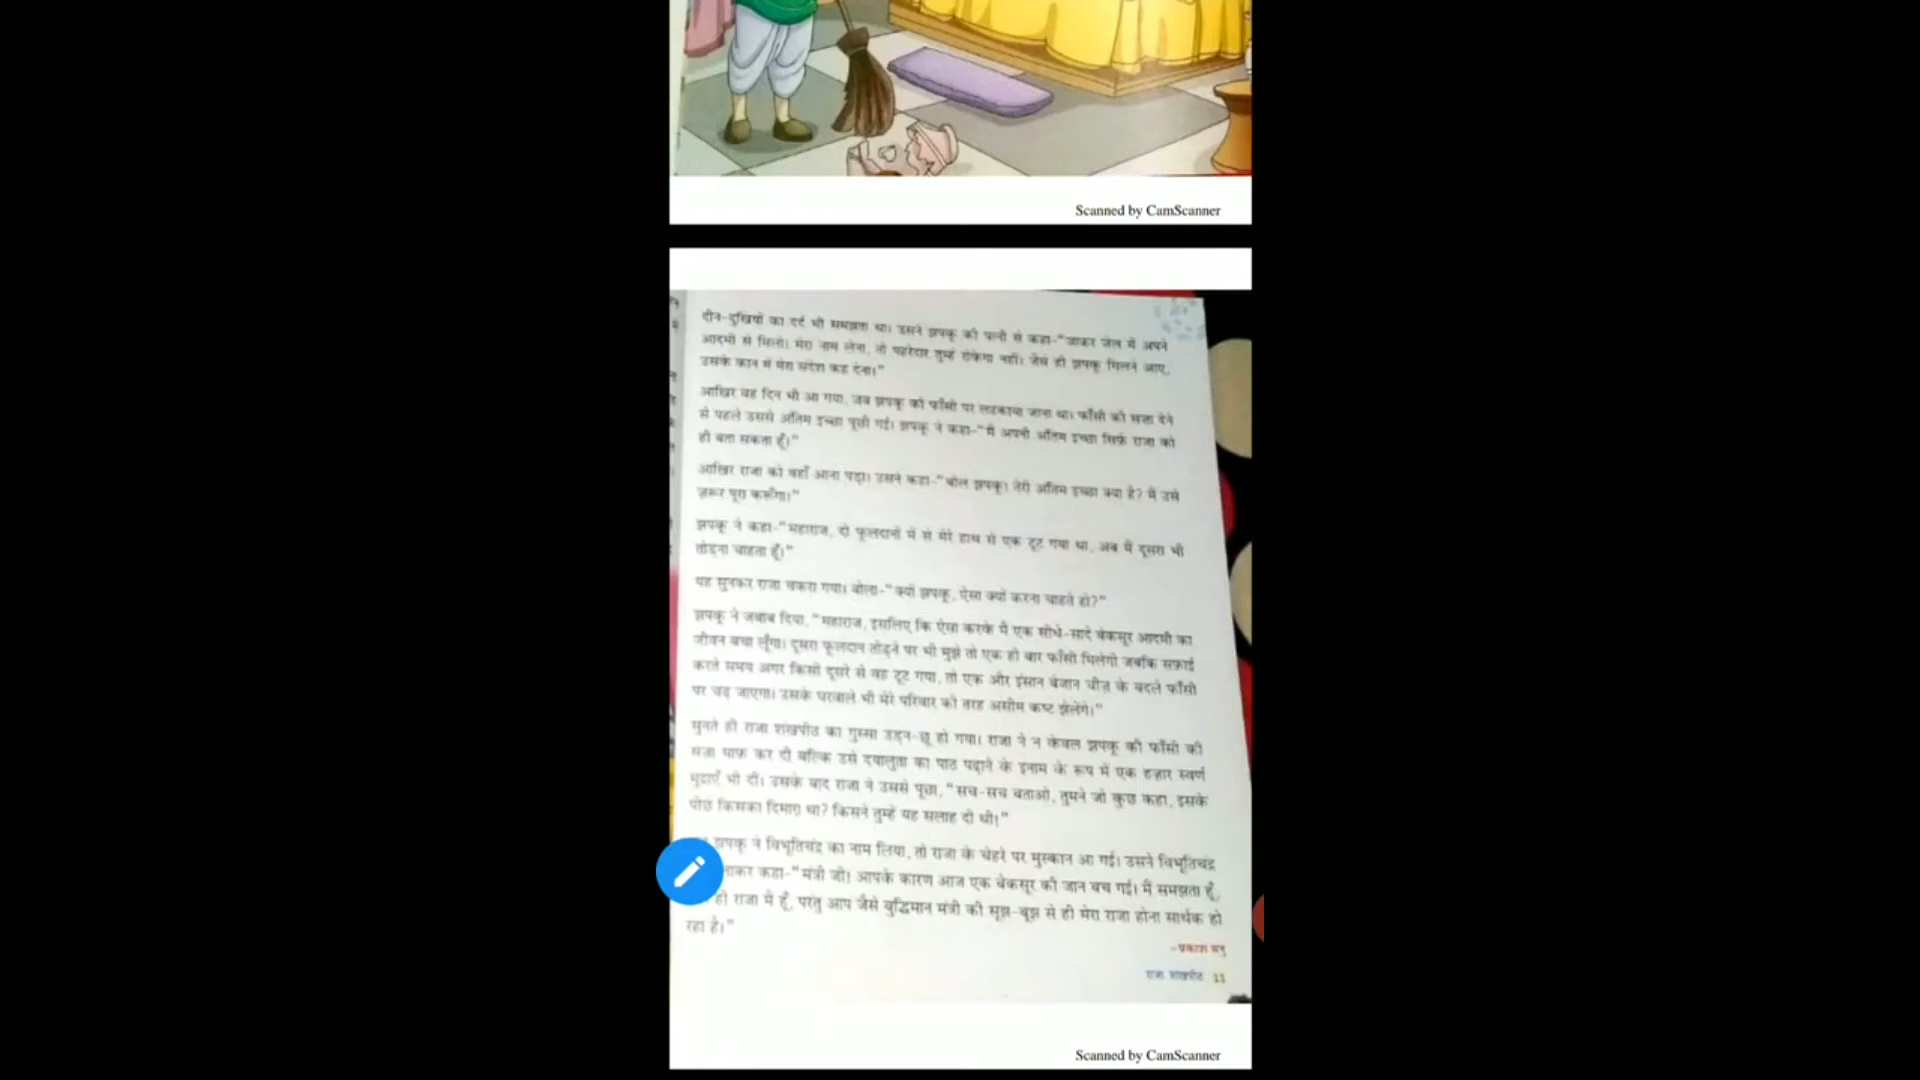 Scanned by CamScanner
दीन-दुखियों का दर्द भी समझता था। उसने झपकू की पत्नी से कहा-"जाकर जेल में अपने
आदमी से मिलो। मेरा नाम लेना, तो पहरेदार तुम्हें रोकेगा नहीं। जैसे ही झपकू मिलने आए,
उसके कान में मेरा संदेश कह देना।"
आखिर वह दिन भी आ गया, जब झपकू को फाँसी पर लटकाया जाना था। फाँसी की सज़ा देने
से पहले उससे अंतिम इच्छा पूछी गई। झपकू ने कहा-"मैं अपनी अंतिम इच्छा सिर्फ़ राजा को
ही बता सकता हूँ।"
आखिर राजा को वहाँ आना पड़ा। उसने कहा-"बोल झपकू! तेरी अंतिम इच्छा क्या है? मैं उसे
ज़रूर पूरा करूँगा।"
झपकू ने कहा-"महाराज, दो फूलदानों में से मेरे हाथ से एक टूट गया था, अब मैं दूसरा भी
तोड़ना चाहता हूँ।"
यह सुनकर राजा चकरा गया। बोला-"क्यों झपकू, ऐसा क्यों करना चाहते हो?"
झपकू ने जवाब दिया, "महाराज, इसलिए कि ऐसा करके मैं एक सीधे-सादे बेकसूर आदमी का
जीवन बचा लूँगा। दूसरा फूलदान तोड़ने पर भी मुझे तो एक ही बार फाँसी मिलेगी जबकि सफ़ाई
करते समय अगर किसी दूसरे से वह टूट गया, तो एक और इंसान बेजान चीज़ के बदले फाँसी
पर चढ़ जाएगा। उसके घरवाले भी मेरे परिवार की तरह असीम कष्ट झेलेंगे।"
सुनते ही राजा शंखपीठ का गुस्सा उड़न-छू हो गया। राजा ने न केवल झपकू की फाँसी की
सज़ा माफ़ कर दी बल्कि उसे दयालुता का पाठ पढ़ाने के इनाम के रूप में एक हज़ार स्वर्ण
मुद्राएँ भी दीं। उसके बाद राजा ने उससे पूछा, "सच-सच बताओ, तुमने जो कुछ कहा, इसके
पीछे किसका दिमाग़ था? किसने तुम्हें यह सलाह दी थी।"
झपकू ने विभूतिचंद्र का नाम लिया, तो राजा के चेहरे पर मुस्कान आ गई। उसने विभूतिचंद्र
कहा-"मंत्री जी! आपके कारण आज एक बेकसूर की जान बच गई। मैं समझता हूँ,
ही राजा मैं हूँ, परंतु आप जैसे बुद्धिमान मंत्री की सूझ-बूझ से ही मेरा राजा होना सार्थक हो
रहा है।"
-प्रकाश मनु
राजा शंखपीठ 11
Scanned by CamScanner